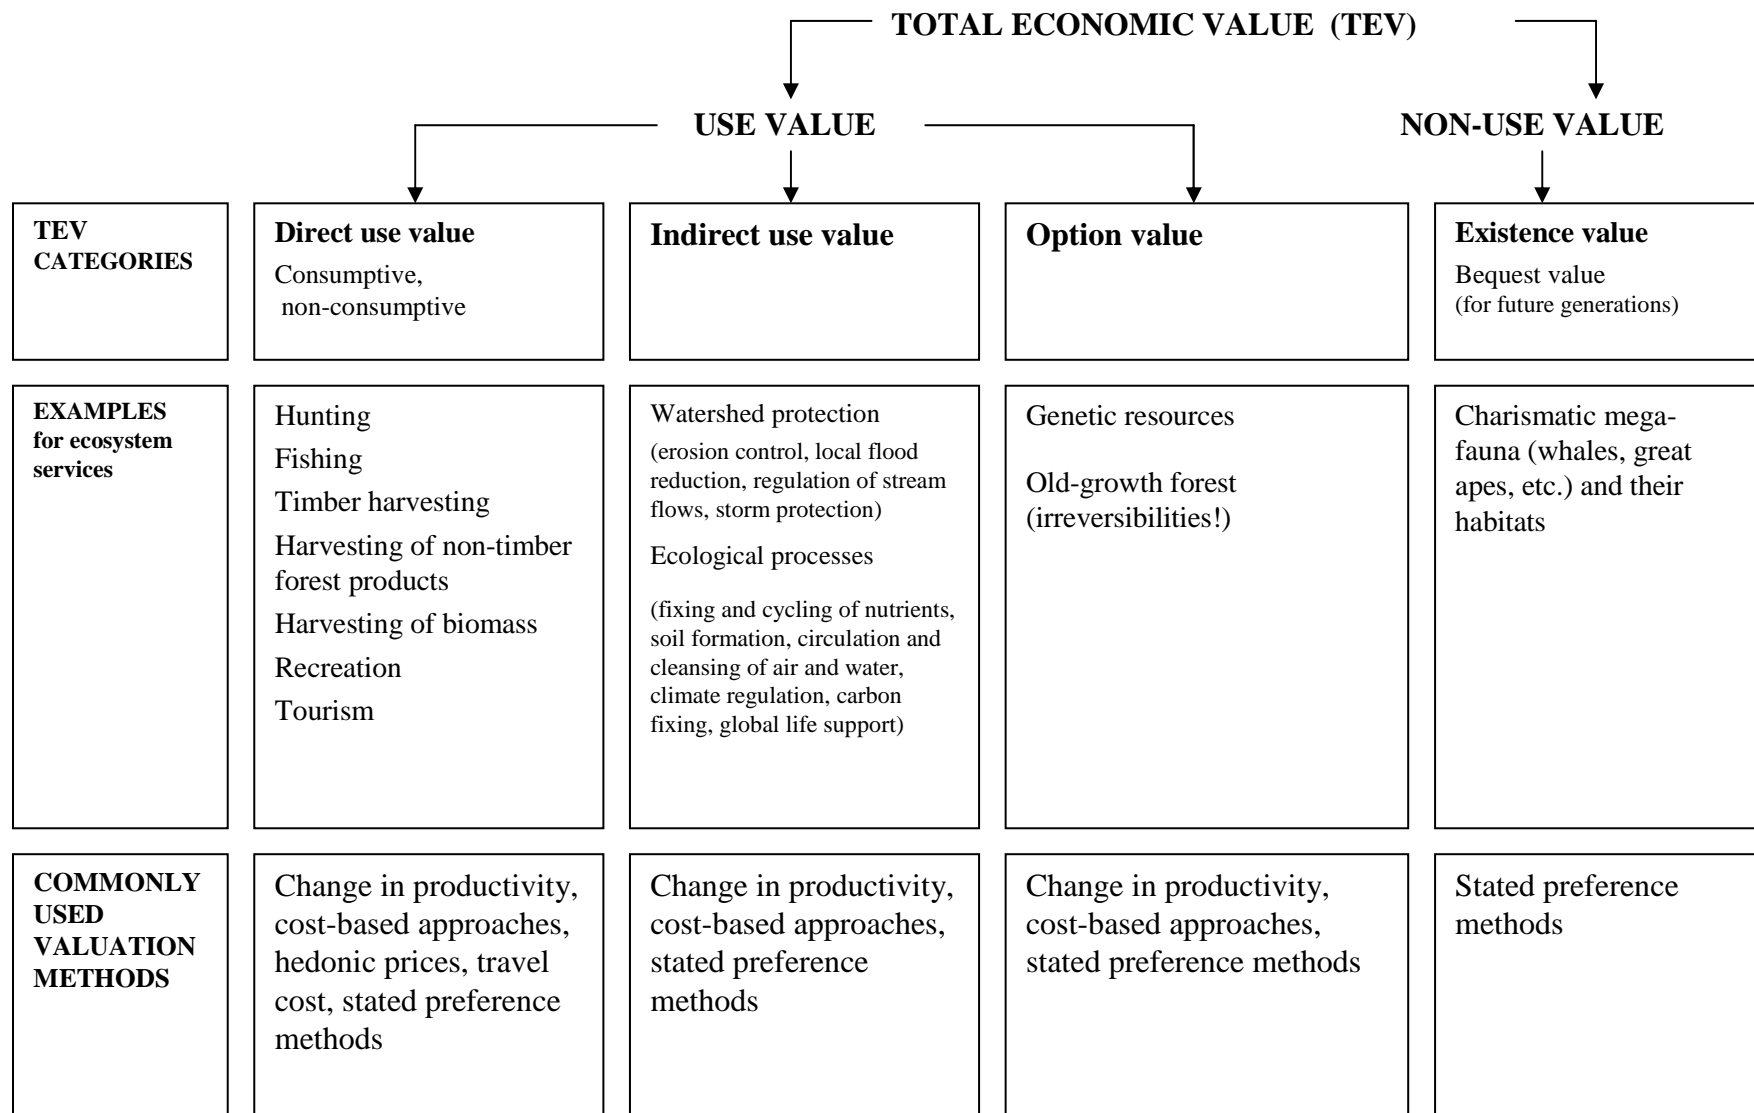 TOTAL ECONOMIC VALUE  (TEV)
USE VALUE
NON-USE VALUE
TEV
CATEGORIES
Direct use value
Consumptive,
non-consumptive
Indirect use value
Option value
Existence value
Bequest value
(for future generations)
EXAMPLES
for ecosystem
services
Hunting
Fishing
Timber harvesting
Harvesting of non-timber
forest products
Harvesting of biomass
Recreation
Tourism
Watershed protection
(erosion control, local flood
reduction, regulation of stream
flows, storm protection)
Ecological processes
(fixing and cycling of nutrients,
soil formation, circulation and
cleansing of air and water,
climate regulation, carbon
fixing, global life support)
Genetic resources
Old-growth forest
(irreversibilities!)
Charismatic mega-
fauna (whales, great
apes, etc.) and their
habitats
COMMONLY
USED
VALUATION
METHODS
Change in productivity,
cost-based approaches,
hedonic prices, travel
cost, stated preference
methods
Change in productivity,
cost-based approaches,
stated preference
methods
Change in productivity,
cost-based approaches,
stated preference methods
Stated preference
methods